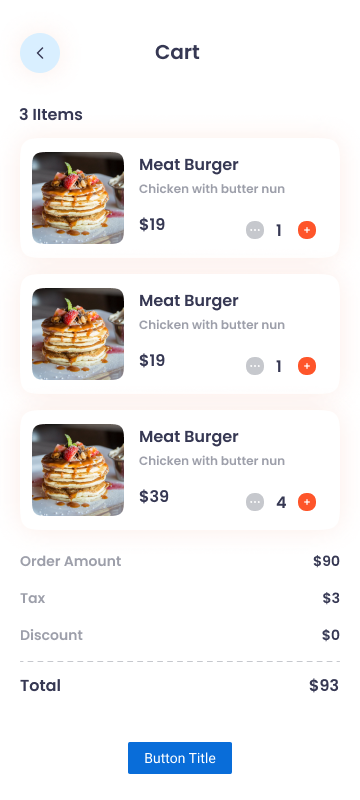 Cart
3 IItems
Meat Burger
Chicken with butter nun
$19 1
Meat Burger
Chicken with butter nun
$19 1
Meat Burger
Chicken with butter nun
$39 4
Order Amount $90
Tax $3
Discount $0
Total $93
Button Title